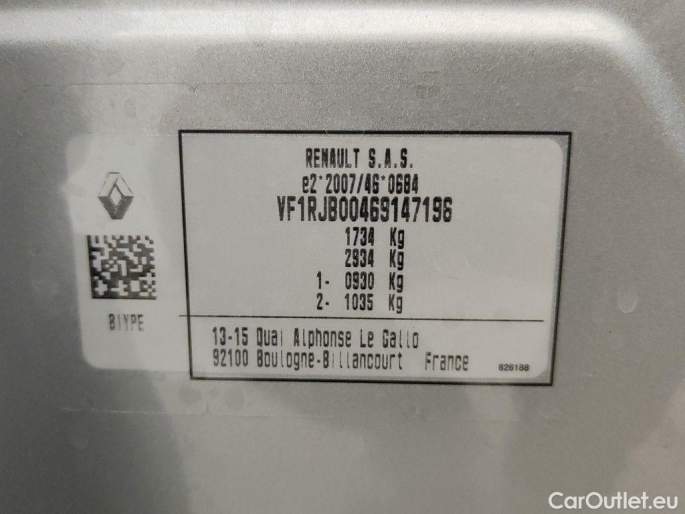 RENAULT S.A.S.
e2*2007/46*0684
VF1RJB00469147196
1734 Kg
2934 Kg
1- 0930 Kg
2- 1035 Kg
BIYPE
13-15 Quai Alphonse Le Gallo
92100 Boulogne-Billancourt France
826188
CarOutlet.eu